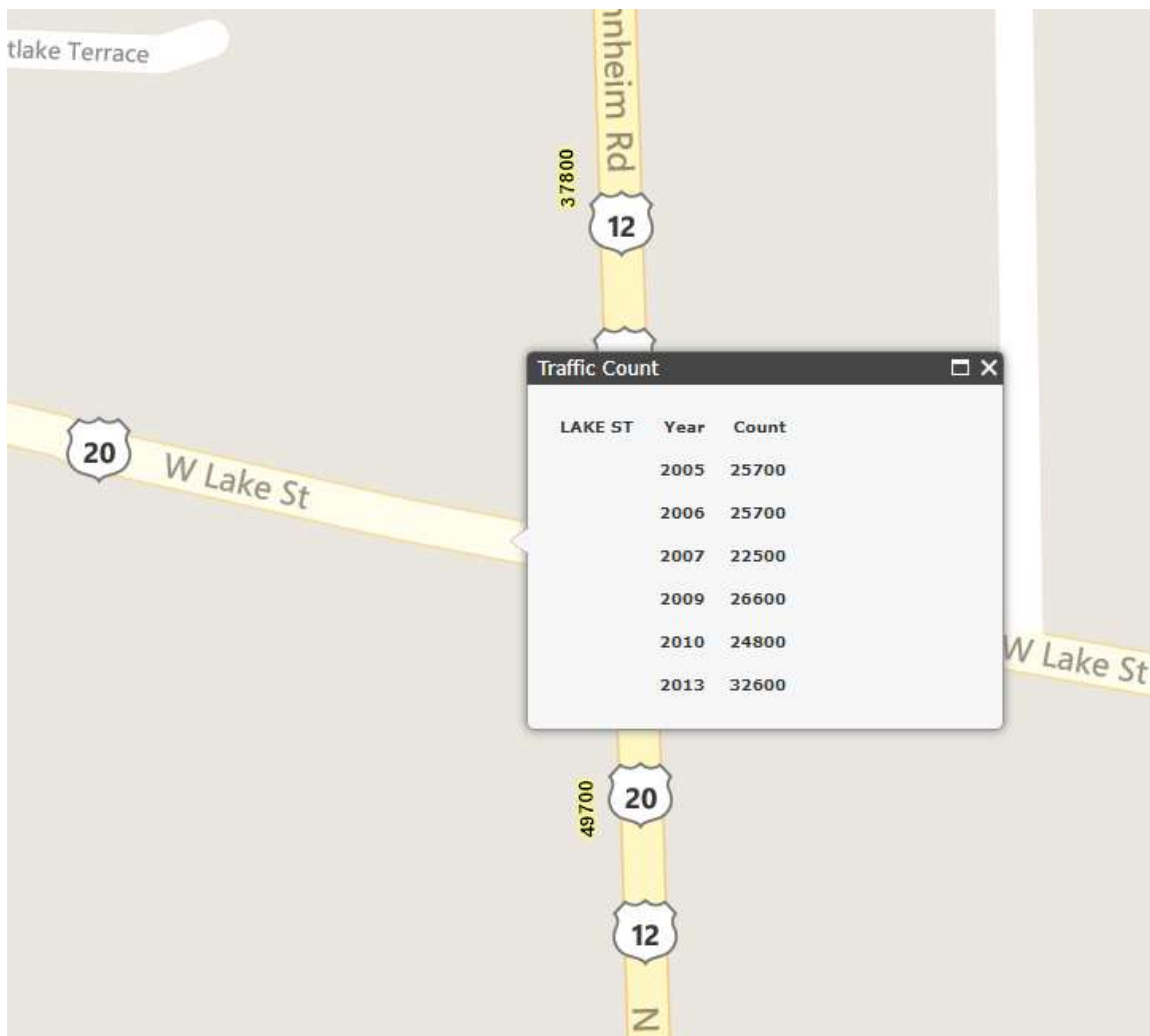 tlake Terrace
nnheim Rd
37800
12
Traffic Count
LAKE ST Year Count
2005 25700
2006 25700
2007 22500
2009 26600
2010 24800
2013 32600
20
W Lake St
W Lake St
49700
20
12
N